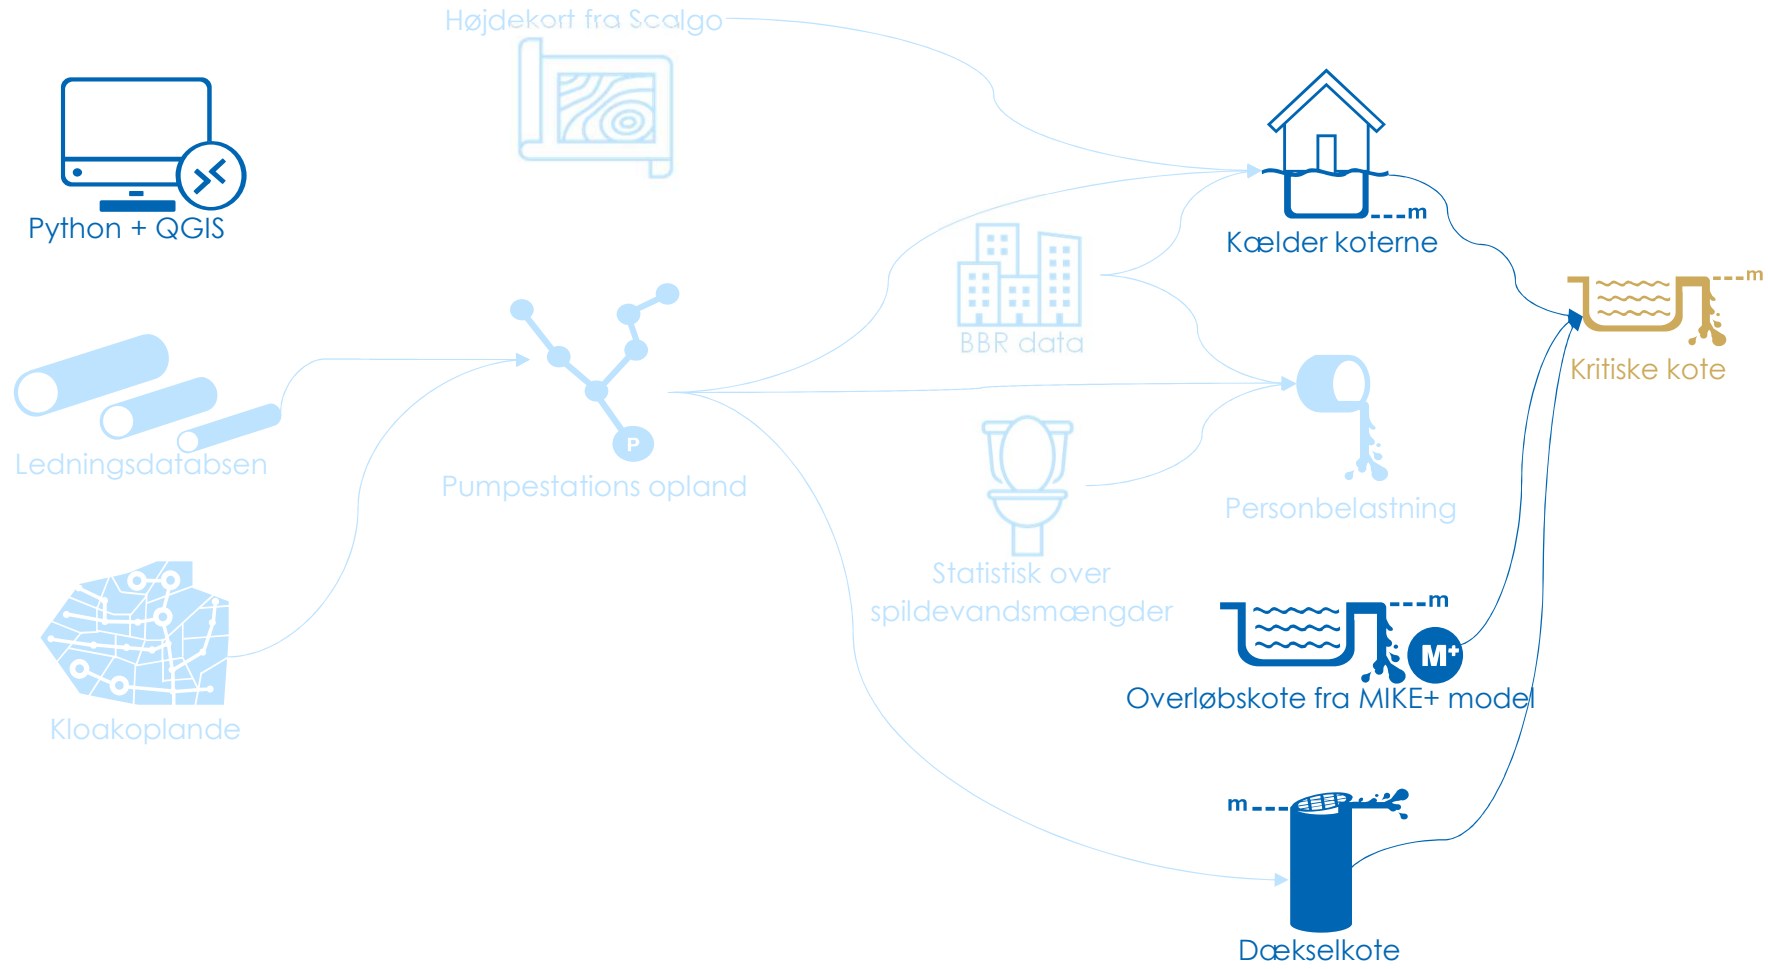 Højdekort fra Scalgo
Python + QGIS
m
Kælder koterne
m
BBR data
Kritiske kote
Ledningsdatabsen
P
Pumpestations opland
Personbelastning
Statistisk over
spildevandsmængder
m
M+
Overløbskote fra MIKE+ model
Kloakoplande
m
Dækselkote